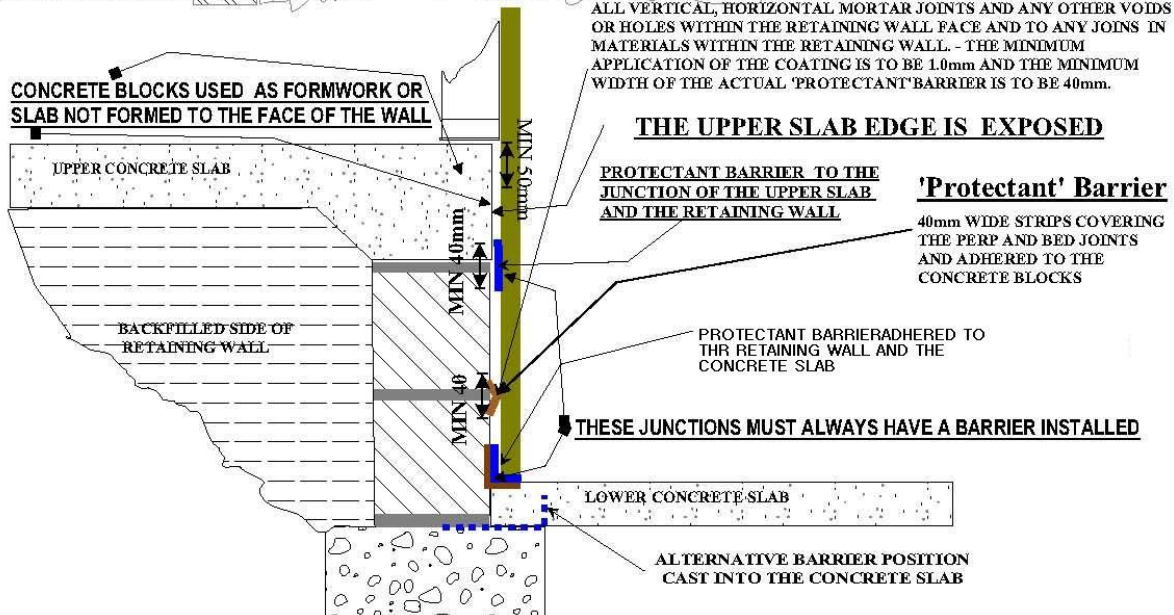 ALL VERTICAL, HORIZONTAL MORTAR JOINTS AND ANY OTHER VOIDS
OR HOLES WITHIN THE RETAINING WALL FACE AND TO ANY JOINS IN
MATERIALS WITHIN THE RETAINING WALL. - THE MINIMUM
APPLICATION OF THE COATING IS TO BE 1.0mm AND THE MINIMUM
WIDTH OF THE ACTUAL 'PROTECTANT'BARRIER IS TO BE 40mm.
CONCRETE BLOCKS USED AS FORMWORK OR
SLAB NOT FORMED TO THE FACE OF THE WALL
THE UPPER SLAB EDGE IS EXPOSED
UPPER CONCRETE SLAB
MIN 50mm
PROTECTANT BARRIER TO THE
JUNCTION OF THE UPPER SLAB
AND THE RETAINING WALL
'Protectant' Barrier
40mm WIDE STRIPS COVERING
THE PERP AND BED JOINTS
AND ADHERED TO THE
CONCRETE BLOCKS
MIN 40mm
BACKFILLED SIDE OF
RETAINING WALL
PROTECTANT BARRIERADHERED TO
THR RETAINING WALL AND THE
CONCRETE SLAB
MIN 40
THESE JUNCTIONS MUST ALWAYS HAVE A BARRIER INSTALLED
LOWER CONCRETE SLAB
ALTERNATIVE BARRIER POSITION
CAST INTO THE CONCRETE SLAB